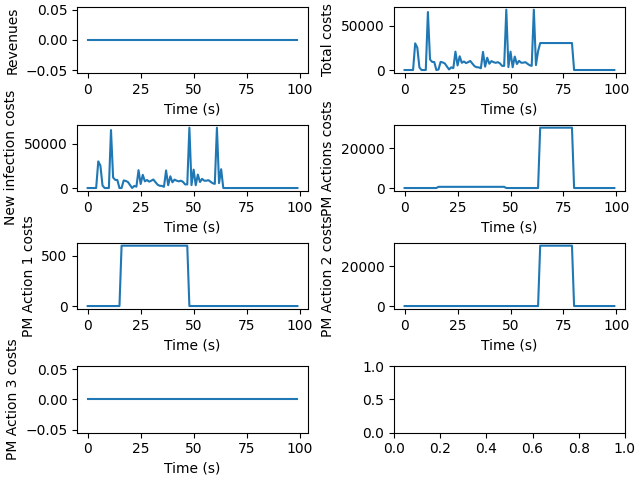 Revenues
0.05
0.00
−0.05
0 25 50 75 100
Time (s)
Total costs
50000
0
0 25 50 75 100
Time (s)
New infection costs
50000
0
0 25 50 75 100
Time (s)
PM Actions costs
20000
0
0 25 50 75 100
Time (s)
PM Action 1 costs
500
0
0 25 50 75 100
Time (s)
PM Action 2 costs
20000
0
0 25 50 75 100
Time (s)
PM Action 3 costs
0.05
0.00
−0.05
0 25 50 75 100
Time (s)
1.0
0.5
0.0
0.0 0.2 0.4 0.6 0.8 1.0